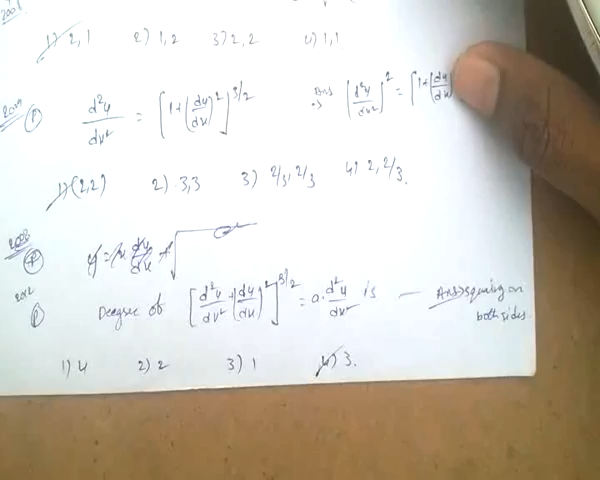 1) 2,1 2) 1,2 3) 2,2 4) 1,1
d²y/dx² = [1+(dy/dx)²]^3/2 Ans ⇒ [d²y/dx²]² = [1+(dy/dx)
1) (2,2) 2) 3,3 3) 2/3, 2/3 4) 2, 2/3.
2008
2012 Degree of [d²y/dx² + (dy/dx)²]^3/2 = a·d²y/dx² is — Ans) squaring on
both sides.
1) 4 2) 2 3) 1 4) 3.